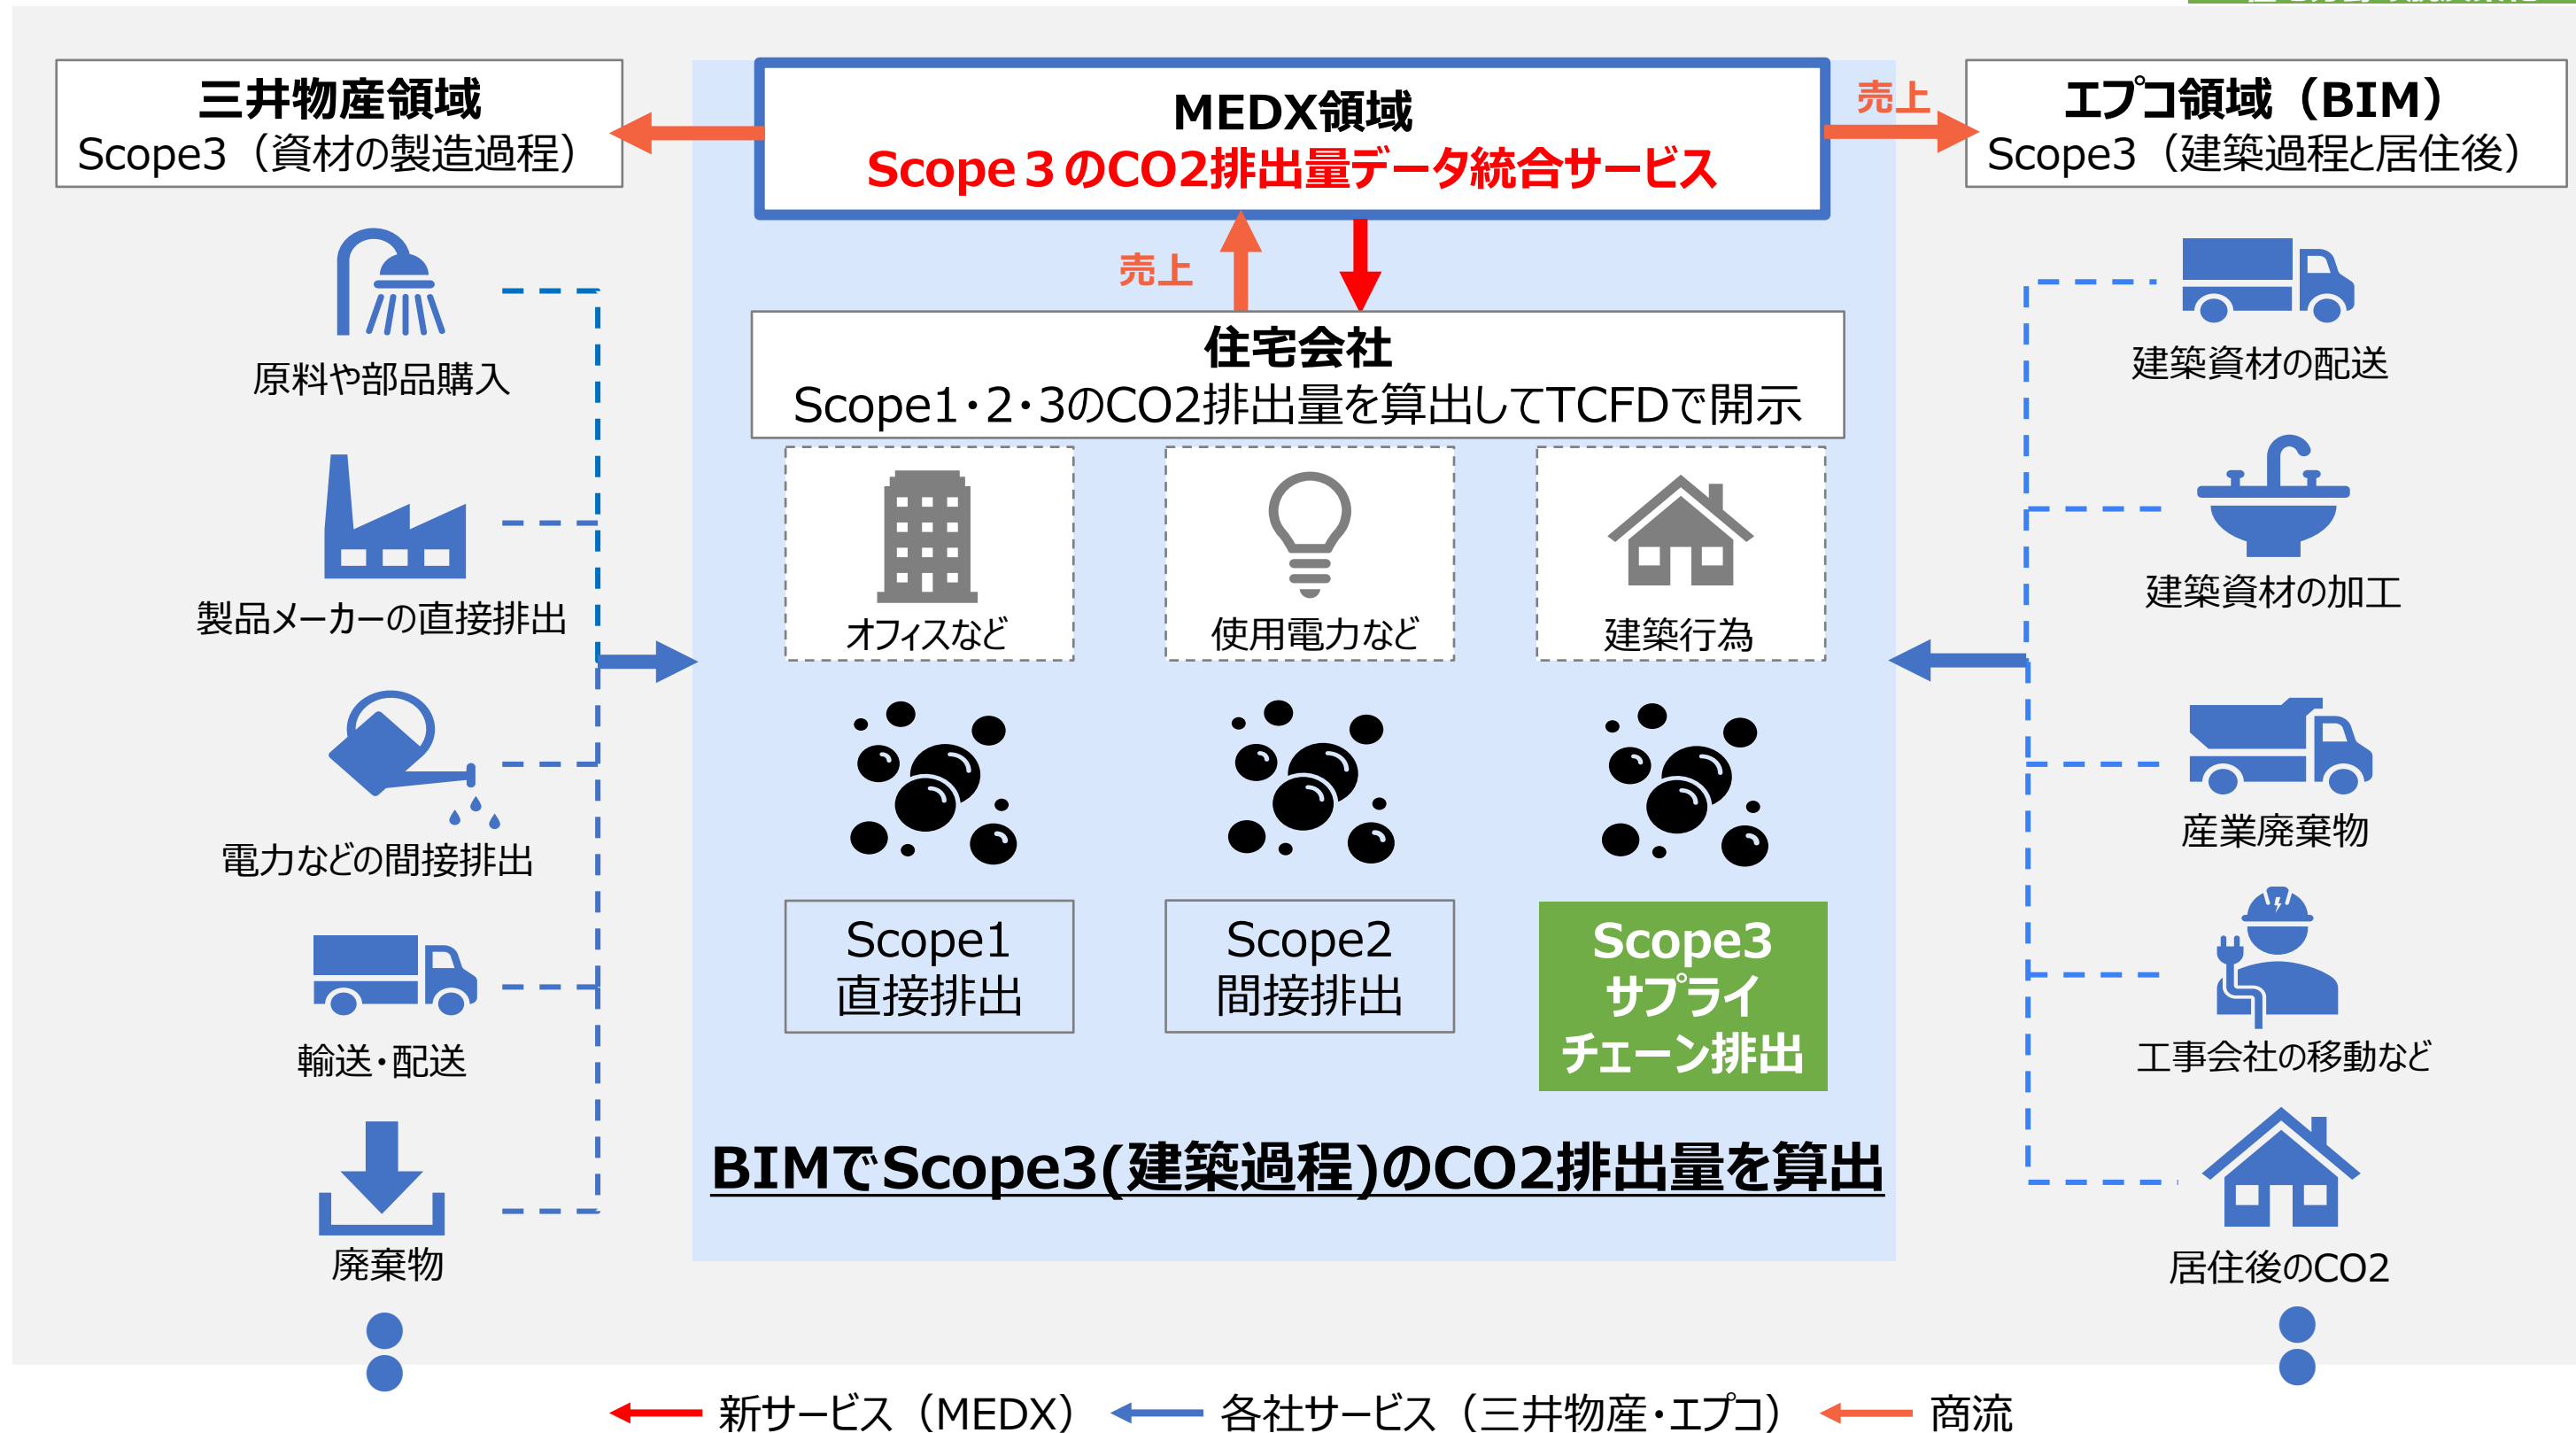 三井物産領域
Scope3（資材の製造過程）
MEDX領域
Scope３のCO2排出量データ統合サービス
売上
エプコ領域（BIM）
Scope3（建築過程と居住後）
売上
住宅会社
Scope1・2・3のCO2排出量を算出してTCFDで開示
原料や部品購入
製品メーカーの直接排出
電力などの間接排出
輸送・配送
廃棄物
オフィスなど
使用電力など
建築行為
Scope1
直接排出
Scope2
間接排出
Scope3
サプライ
チェーン排出
BIMでScope3(建築過程)のCO2排出量を算出
建築資材の配送
建築資材の加工
産業廃棄物
工事会社の移動など
居住後のCO2
新サービス（MEDX）
各社サービス（三井物産・エプコ）
商流